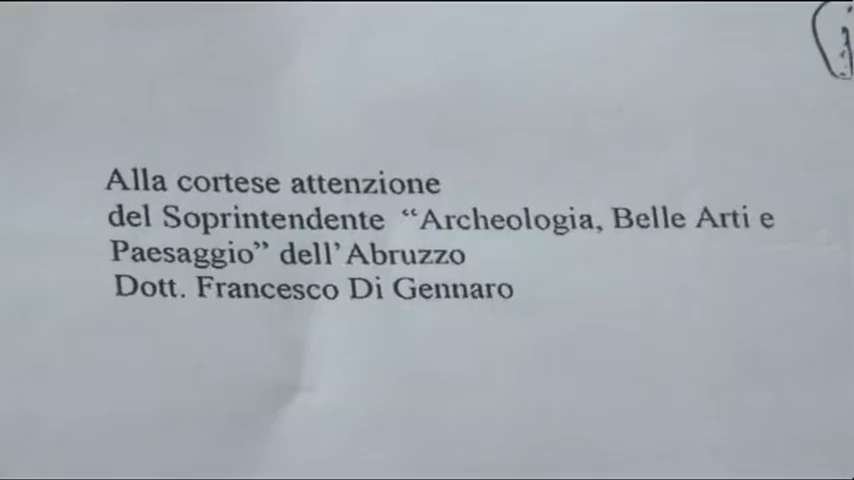 Alla cortese attenzione
del Soprintendente “Archeologia, Belle Arti e
Paesaggio” dell’Abruzzo
Dott. Francesco Di Gennaro